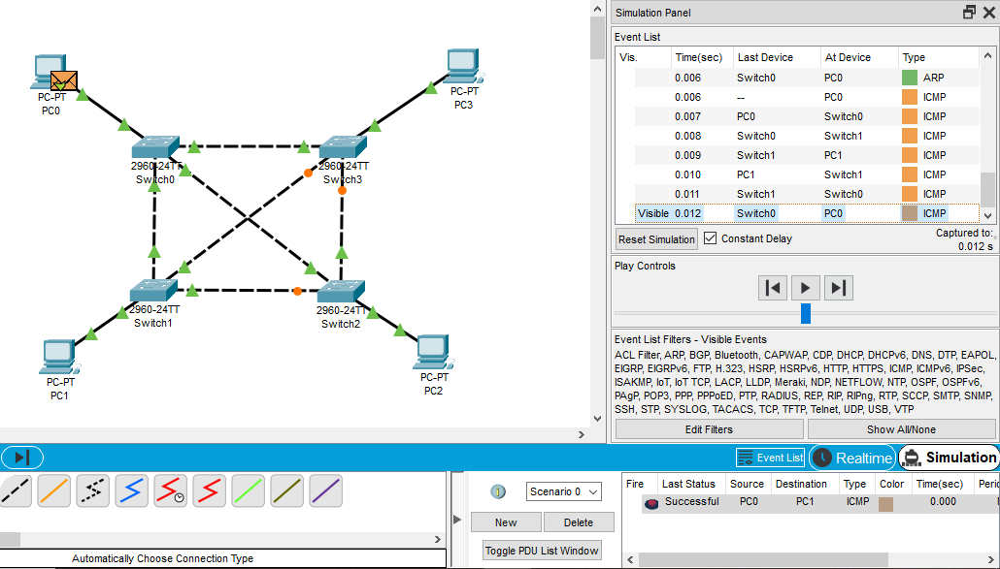 Simulation Panel
Event List
Vis. Time(sec) Last Device At Device Type
0.006 Switch0 PC0 ARP
0.006 -- PC0 ICMP
0.007 PC0 Switch0 ICMP
0.008 Switch0 Switch1 ICMP
0.009 Switch1 PC1 ICMP
0.010 PC1 Switch1 ICMP
0.011 Switch1 Switch0 ICMP
Visible 0.012 Switch0 PC0 ICMP
Reset Simulation Constant Delay Captured to:
0.012 s
Play Controls
Event List Filters - Visible Events
ACL Filter, ARP, BGP, Bluetooth, CAPWAP, CDP, DHCP, DHCPv6, DNS, DTP, EAPOL,
EIGRP, EIGRPv6, FTP, H.323, HSRP, HSRPv6, HTTP, HTTPS, ICMP, ICMPv6, IPSec,
ISAKMP, IoT, IoT TCP, LACP, LLDP, Meraki, NDP, NETFLOW, NTP, OSPF, OSPFv6,
PAgP, POP3, PPP, PPPoED, PTP, RADIUS, REP, RIP, RIPng, RTP, SCCP, SMTP, SNMP,
SSH, STP, SYSLOG, TACACS, TCP, TFTP, Telnet, UDP, USB, VTP
Edit Filters Show All/None
PC-PT
PC0
PC-PT
PC3
2960-24TT
Switch0
2960-24TT
Switch3
2960-24TT
Switch1
2960-24TT
Switch2
PC-PT
PC1
PC-PT
PC2
Event List Realtime Simulation
Scenario 0
New Delete
Toggle PDU List Window
Fire Last Status Source Destination Type Color Time(sec)
Successful PC0 PC1 ICMP 0.000
Automatically Choose Connection Type